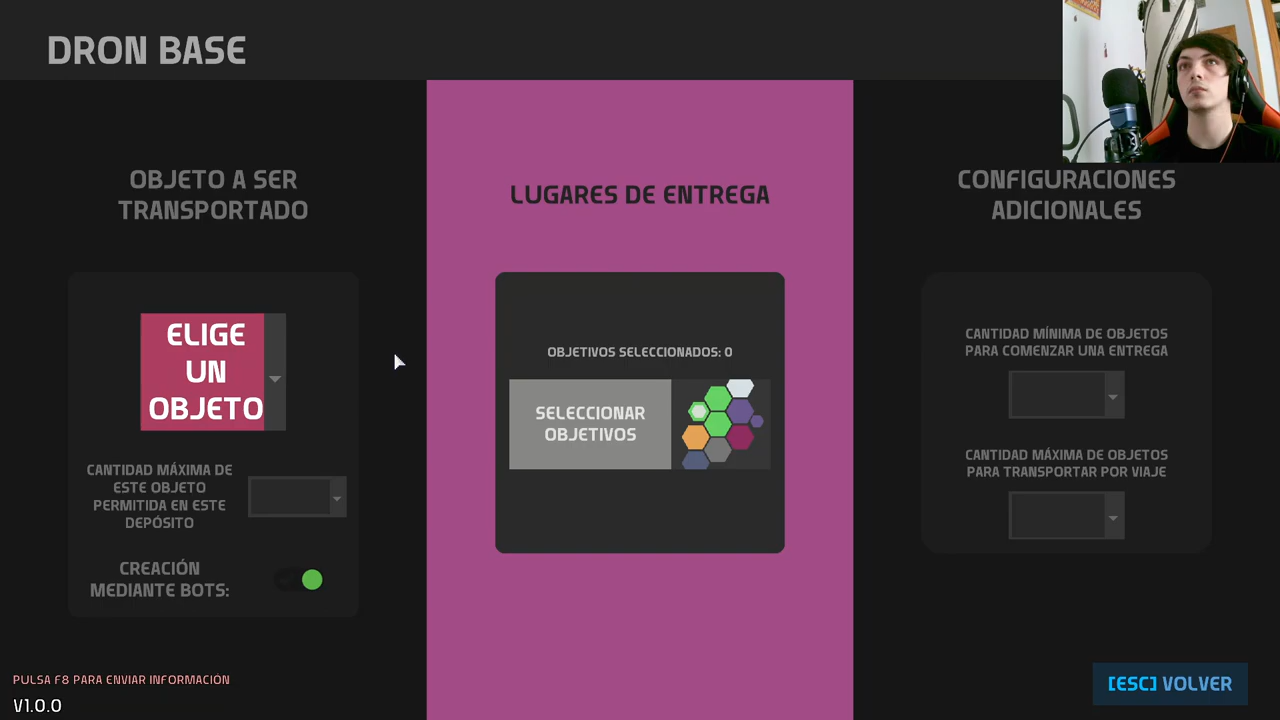 DRON BASE
OBJETO A SER
TRANSPORTADO
ELIGE
UN
OBJETO
CANTIDAD MÁXIMA DE
ESTE OBJETO
PERMITIDA EN ESTE
DEPÓSITO
CREACIÓN
MEDIANTE BOTS:
LUGARES DE ENTREGA
OBJETIVOS SELECCIONADOS: 0
SELECCIONAR
OBJETIVOS
CONFIGURACIONES
ADICIONALES
CANTIDAD MÍNIMA DE OBJETOS
PARA COMENZAR UNA ENTREGA
CANTIDAD MÁXIMA DE OBJETOS
PARA TRANSPORTAR POR VIAJE
PULSA F8 PARA ENVIAR INFORMACIÓN
V1.0.0
[ESC] VOLVER